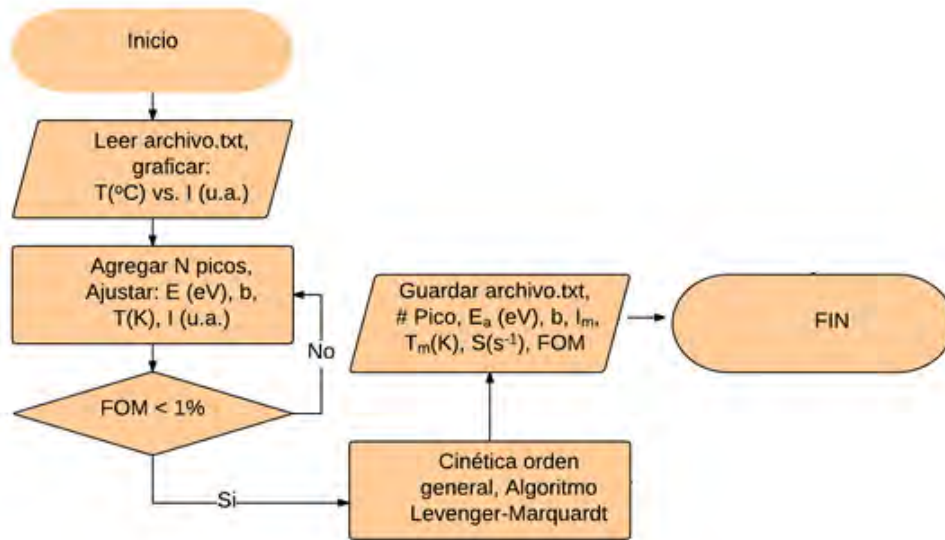 Inicio
Leer archivo.txt,
graficar:
T(ºC) vs. I (u.a.)
Agregar N picos,
Ajustar: E (eV), b,
T(K), I (u.a.)
No
FOM < 1%
Si
Cinética orden
general, Algoritmo
Levenger-Marquardt
Guardar archivo.txt,
# Pico, Eₐ (eV), b, Iₘ,
Tₘ(K), S(s⁻¹), FOM
FIN